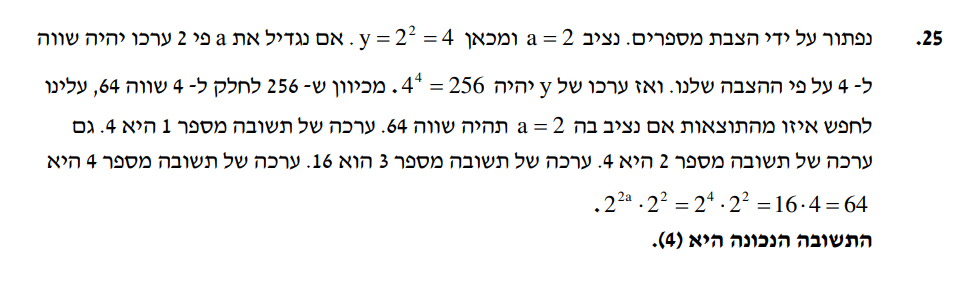 25. נפתור על ידי הצבת מספרים. נציב a = 2 ומכאן y = 2² = 4. אם נגדיל את a פי 2 ערכו יהיה שווה
ל- 4 על פי ההצבה שלנו. ואז ערכו של y יהיה 4⁴ = 256. מכיוון ש- 256 לחלק ל- 4 שווה 64, עלינו
לחפש איזו מהתוצאות אם נציב בה a = 2 תהיה שווה 64. ערכה של תשובה מספר 1 היא 4. גם
ערכה של תשובה מספר 2 היא 4. ערכה של תשובה מספר 3 הוא 16. ערכה של תשובה מספר 4 היא
2²ᵃ · 2² = 2⁴ · 2² = 16 · 4 = 64.
התשובה הנכונה היא (4).